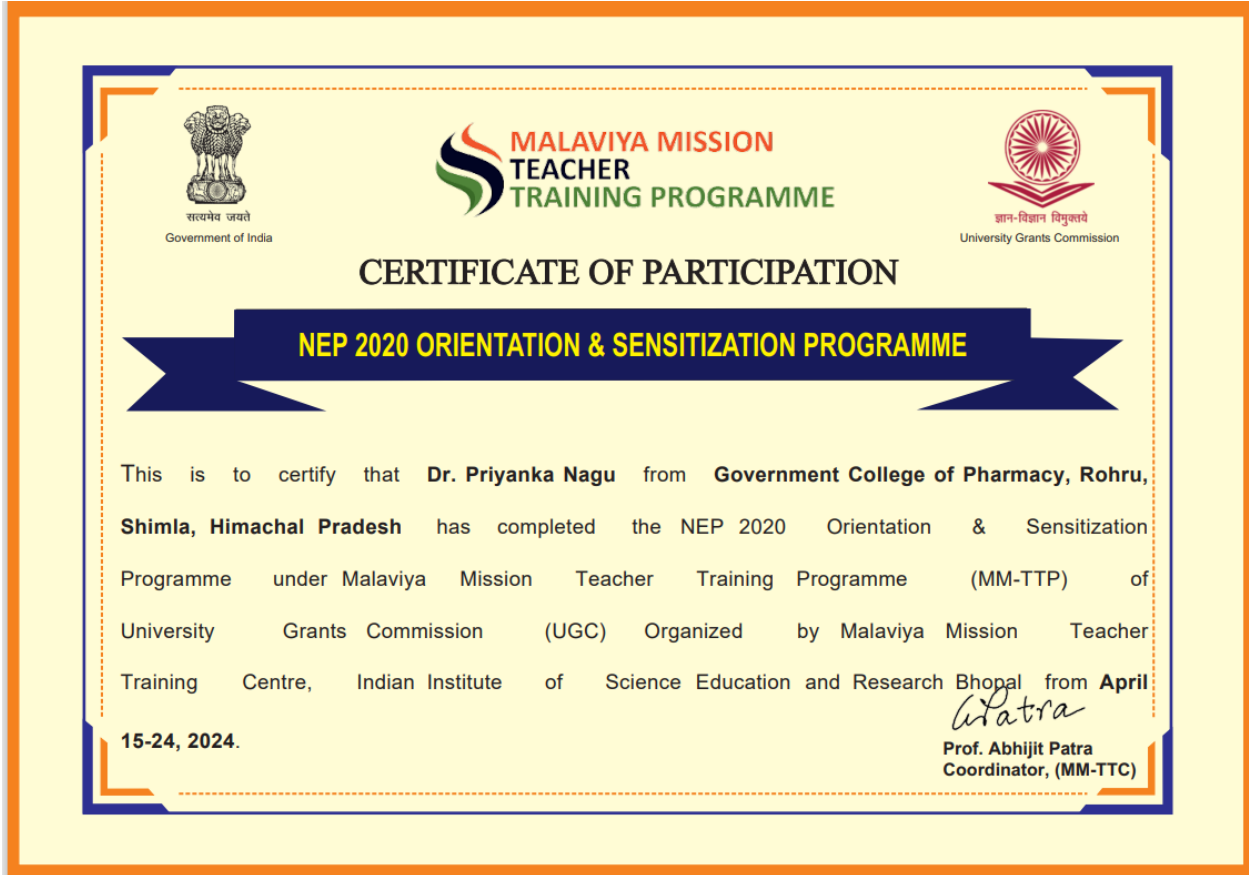 सत्यमेव जयते
Government of India
MALAVIYA MISSION
TEACHER
TRAINING PROGRAMME
ज्ञान-विज्ञान विमुक्तये
University Grants Commission
CERTIFICATE OF PARTICIPATION
NEP 2020 ORIENTATION & SENSITIZATION PROGRAMME
This is to certify that Dr. Priyanka Nagu from Government College of Pharmacy, Rohru,
Shimla, Himachal Pradesh has completed the NEP 2020 Orientation & Sensitization
Programme under Malaviya Mission Teacher Training Programme (MM-TTP) of
University Grants Commission (UGC) Organized by Malaviya Mission Teacher
Training Centre, Indian Institute of Science Education and Research Bhopal from April
15-24, 2024.
APatra
Prof. Abhijit Patra
Coordinator, (MM-TTC)